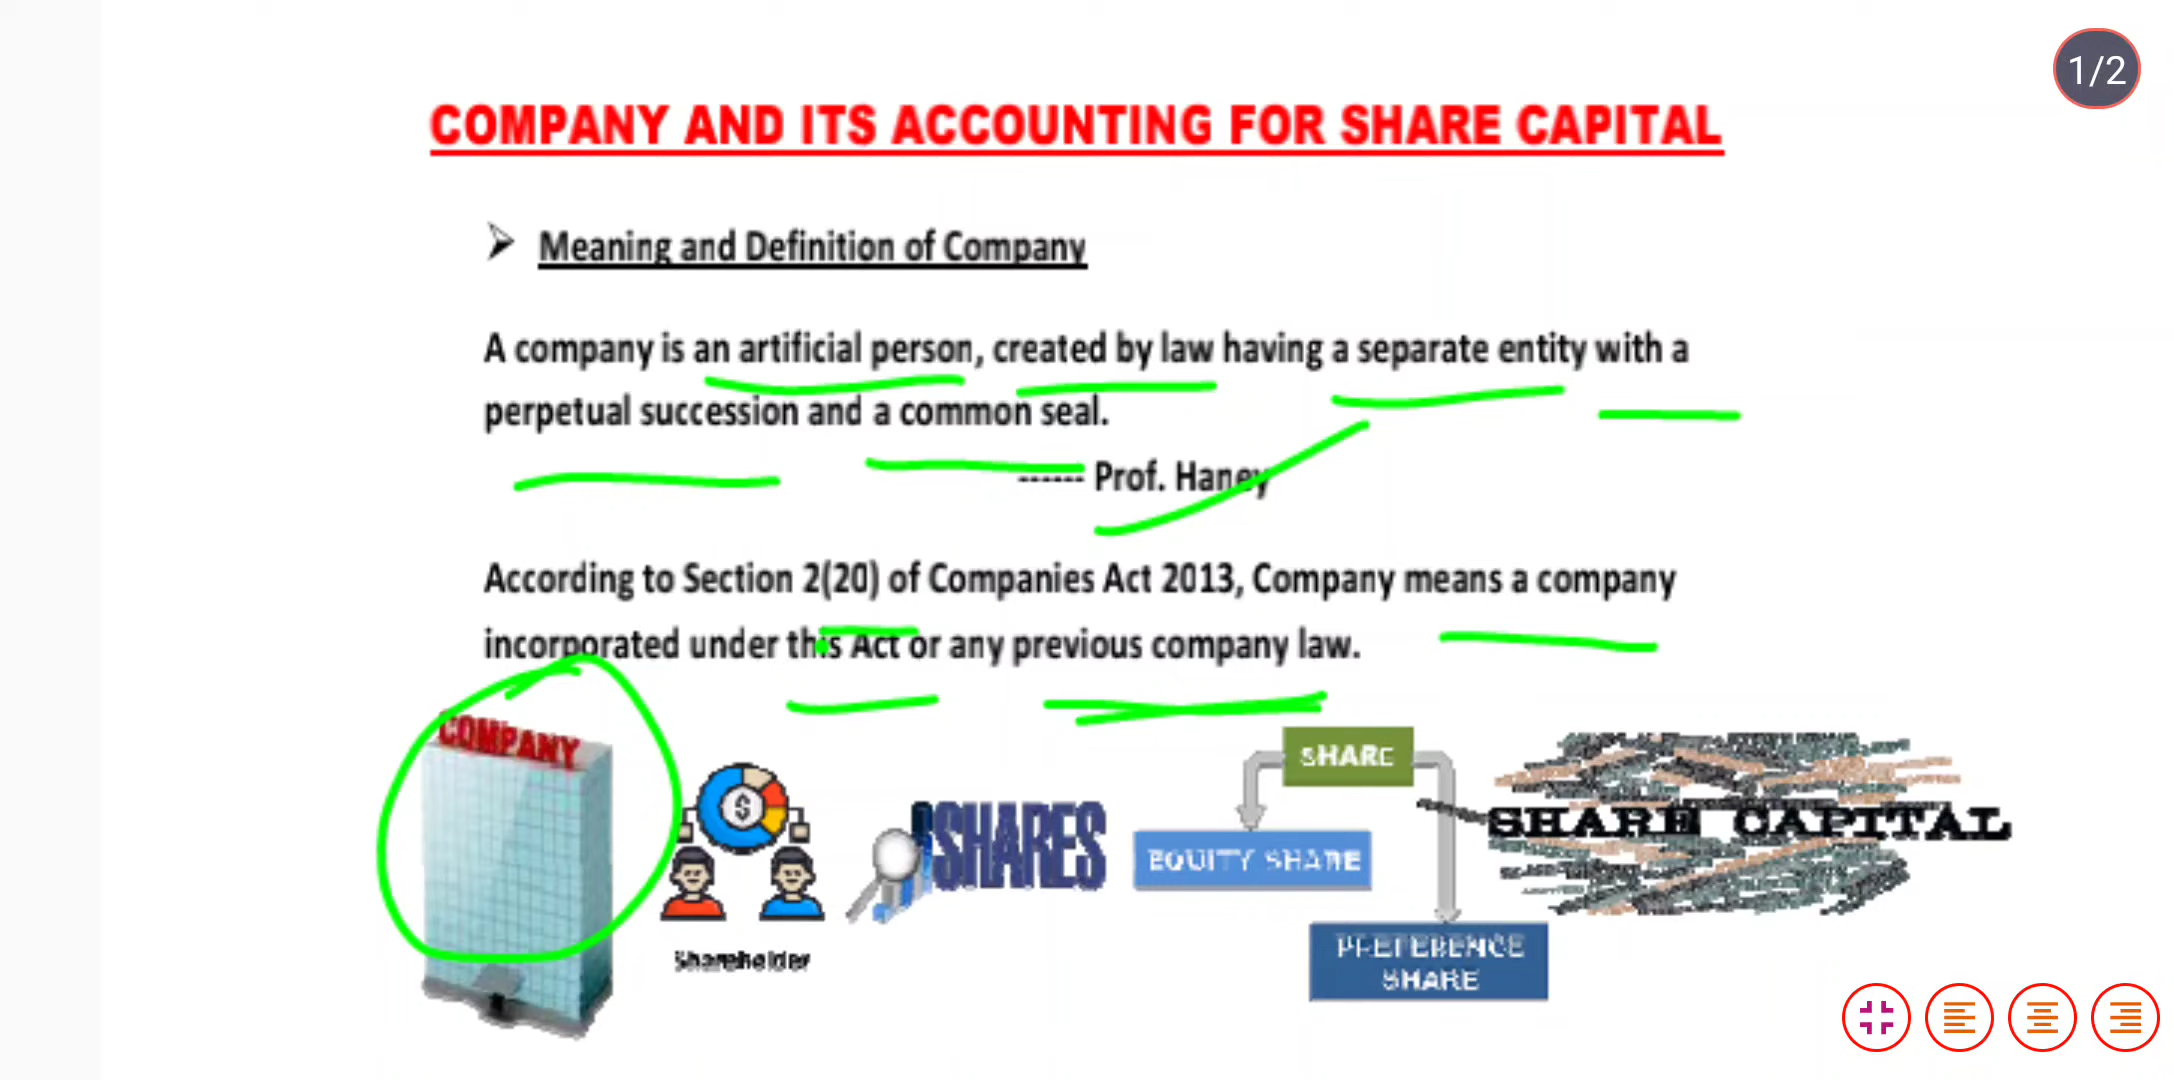 1/2
COMPANY AND ITS ACCOUNTING FOR SHARE CAPITAL
Meaning and Definition of Company
A company is an artificial person, created by law having a separate entity with a
perpetual succession and a common seal.
------ Prof. Haney
According to Section 2(20) of Companies Act 2013, Company means a company
incorporated under this Act or any previous company law.
COMPANY
$
Shareholder
SHARES
SHARE
EQUITY SHARE
PREFERENCE
SHARE
SHARE CAPITAL